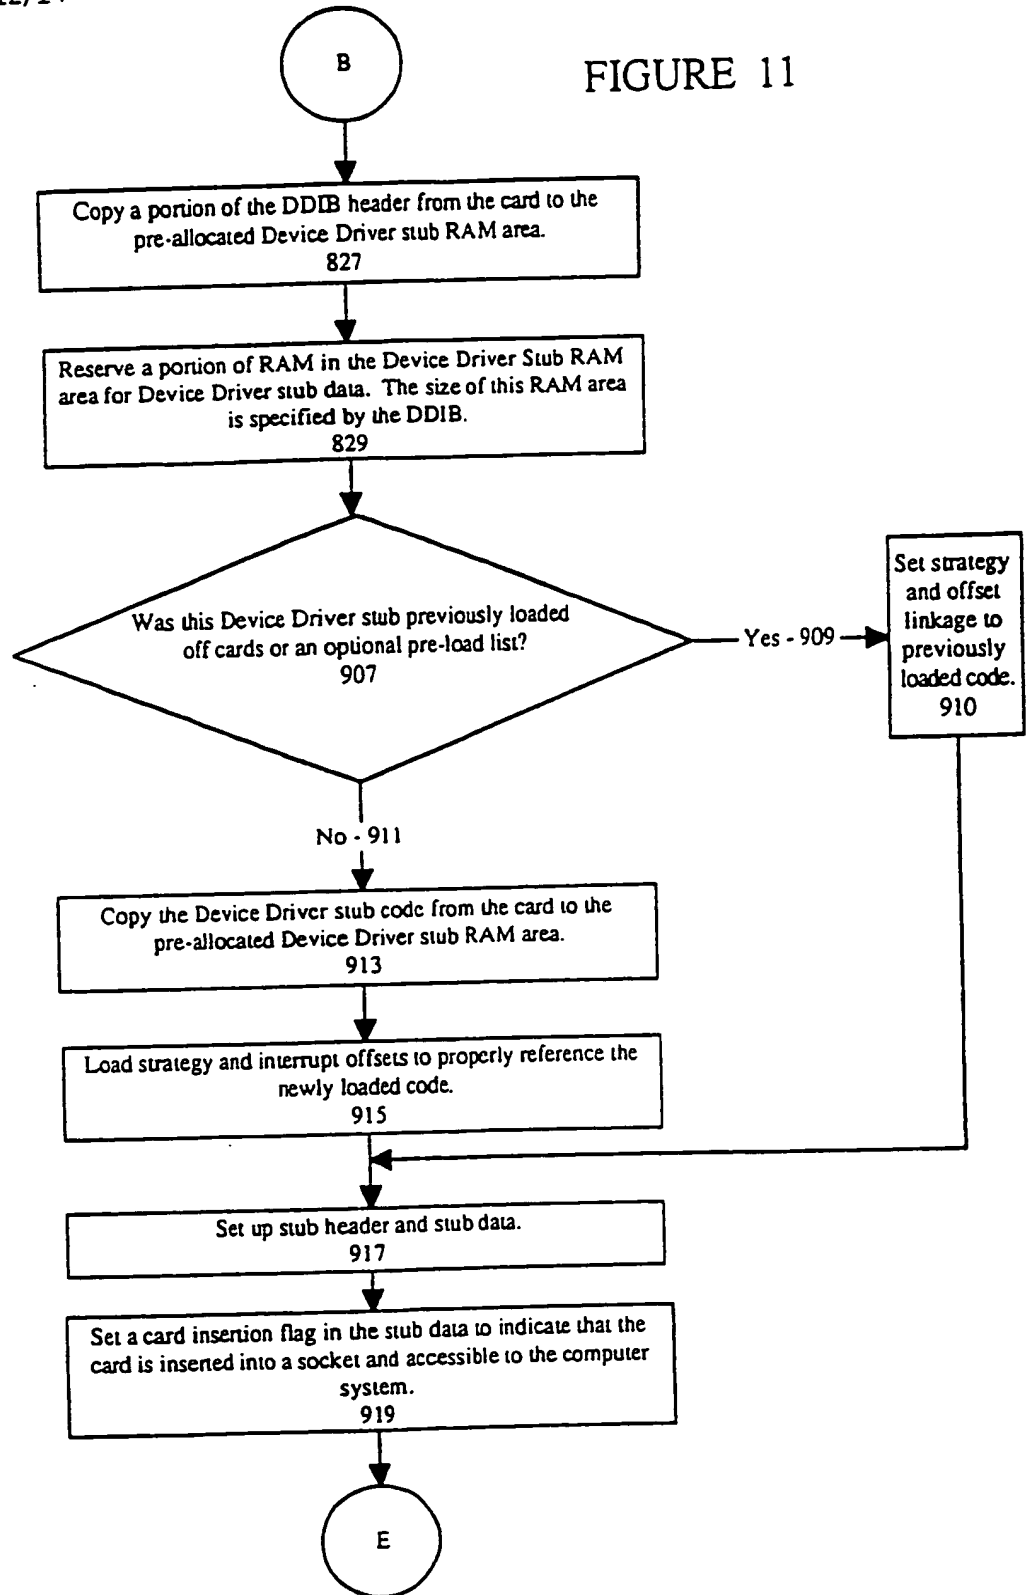 B
FIGURE 11
Copy a portion of the DDIB header from the card to the
pre-allocated Device Driver stub RAM area.
827
Reserve a portion of RAM in the Device Driver Stub RAM
area for Device Driver stub data. The size of this RAM area
is specified by the DDIB.
829
Was this Device Driver stub previously loaded
off cards or an optional pre-load list?
907
Yes - 909
Set strategy
and offset
linkage to
previously
loaded code.
910
No - 911
Copy the Device Driver stub code from the card to the
pre-allocated Device Driver stub RAM area.
913
Load strategy and interrupt offsets to properly reference the
newly loaded code.
915
Set up stub header and stub data.
917
Set a card insertion flag in the stub data to indicate that the
card is inserted into a socket and accessible to the computer
system.
919
E